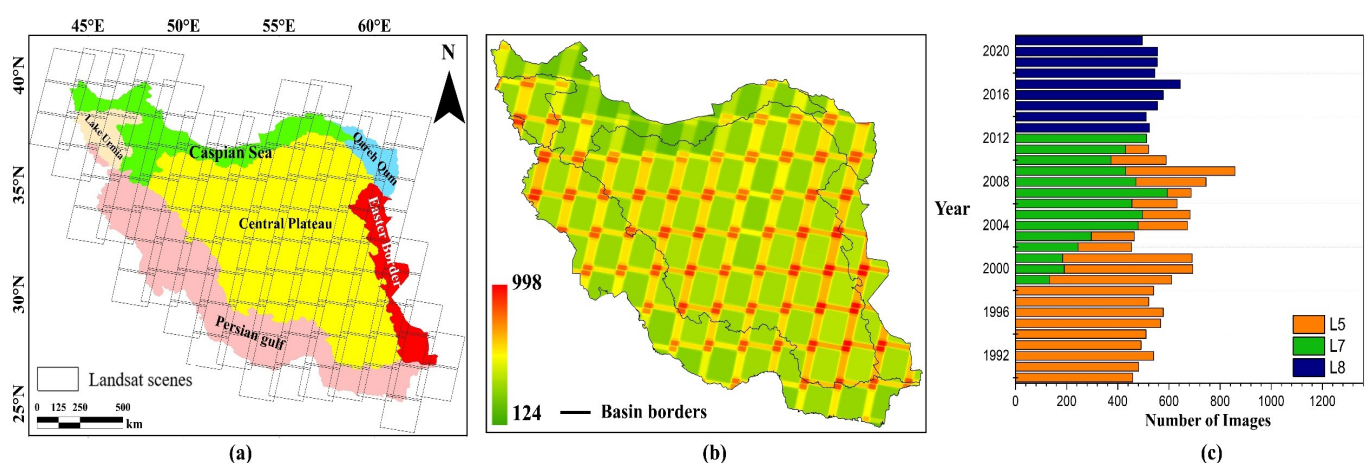 45°E 50°E 55°E 60°E
40°N
35°N
30°N
25°N
N
Lake Urmia
Caspian Sea
Qareh Qum
Central Plateau
Easter Border
Persian gulf
Landsat scenes
0 125 250 500
km
(a)
998
124
Basin borders
(b)
Year
2020
2016
2012
2008
2004
2000
1996
1992
L5
L7
L8
0 200 400 600 800 1000 1200
Number of Images
(c)